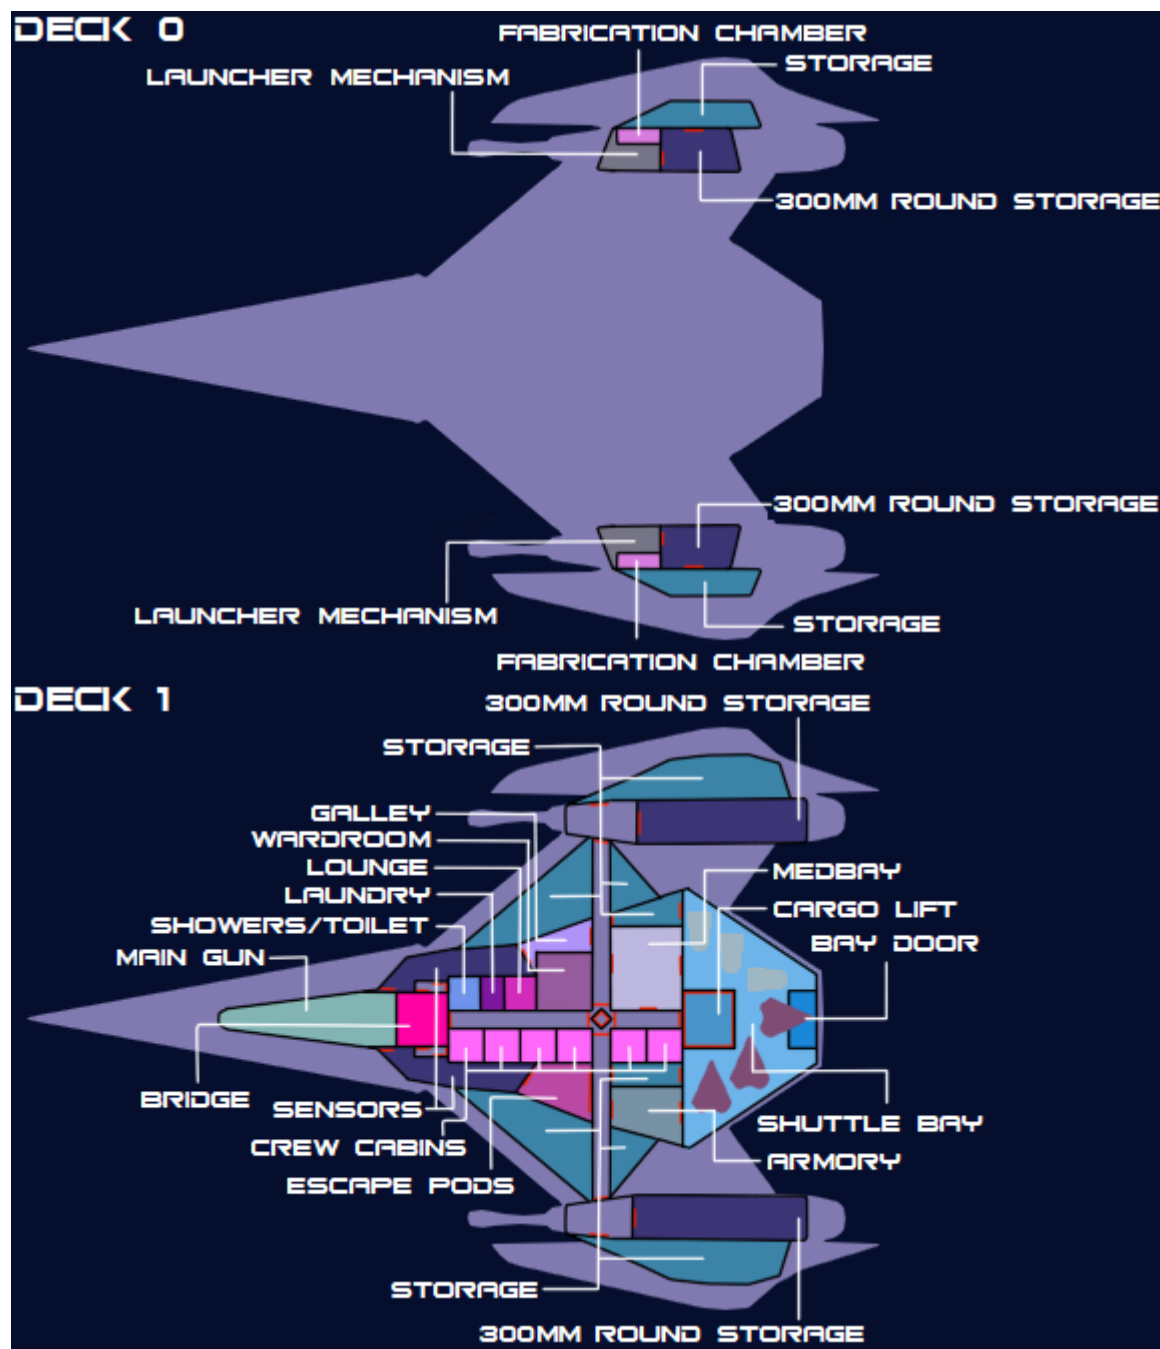 DECK 0
FABRICATION CHAMBER
STORAGE
LAUNCHER MECHANISM
300MM ROUND STORAGE
300MM ROUND STORAGE
LAUNCHER MECHANISM
STORAGE
FABRICATION CHAMBER
DECK 1
300MM ROUND STORAGE
STORAGE
GALLEY
WARDROOM
LOUNGE
MEDBAY
LAUNDRY
CARGO LIFT
SHOWERS/TOILET
BAY DOOR
MAIN GUN
BRIDGE
SENSORS
SHUTTLE BAY
CREW CABINS
ARMORY
ESCAPE PODS
STORAGE
300MM ROUND STORAGE